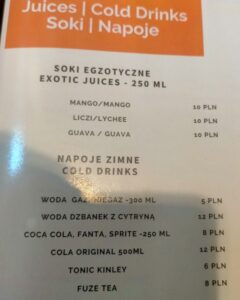 Juices | Cold Drinks
Soki | Napoje
SOKI EGZOTYCZNE
EXOTIC JUICES - 250 ML
MANGO/MANGO 10 PLN
LICZI/LYCHEE 10 PLN
GUAVA / GUAVA 10 PLN
NAPOJE ZIMNE
COLD DRINKS
WODA GAZ/NIEGAZ -300 ML 5 PLN
WODA DZBANEK Z CYTRYNĄ 12 PLN
COCA COLA, FANTA, SPRITE -250 ML 8 PLN
COLA ORIGINAL 500ML 12 PLN
TONIC KINLEY 6 PLN
FUZE TEA 8 PLN